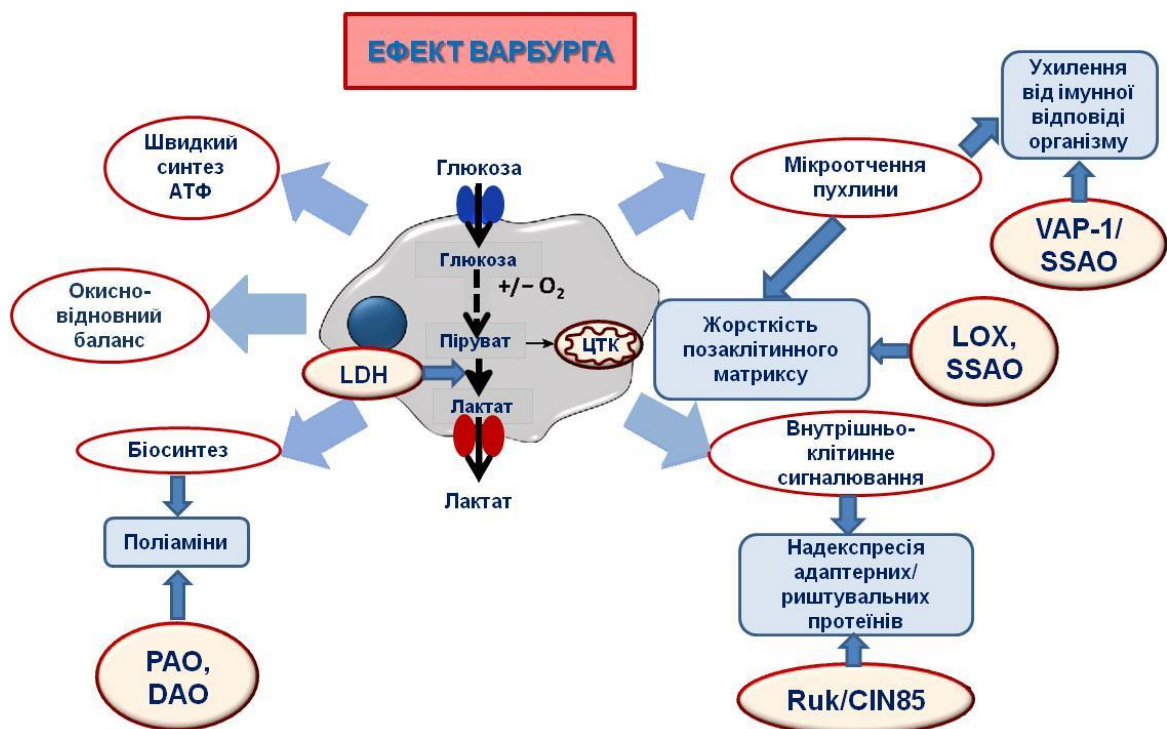 ЕФЕКТ ВАРБУРГА
Швидкий
синтез
АТФ
Окисно-
відновний
баланс
Біосинтез
Поліаміни
PAO,
DAO
Глюкоза
Глюкоза
+/− O₂
Піруват
ЦТК
LDH
Лактат
Лактат
Мікроотчення
пухлини
Ухилення
від імунної
відповіді
організму
VAP-1/
SSAO
Жорсткість
позаклітинного
матриксу
LOX,
SSAO
Внутрішньо-
клітинне
сигналювання
Надекспресія
адаптерних/
риштувальних
протеїнів
Ruk/CIN85